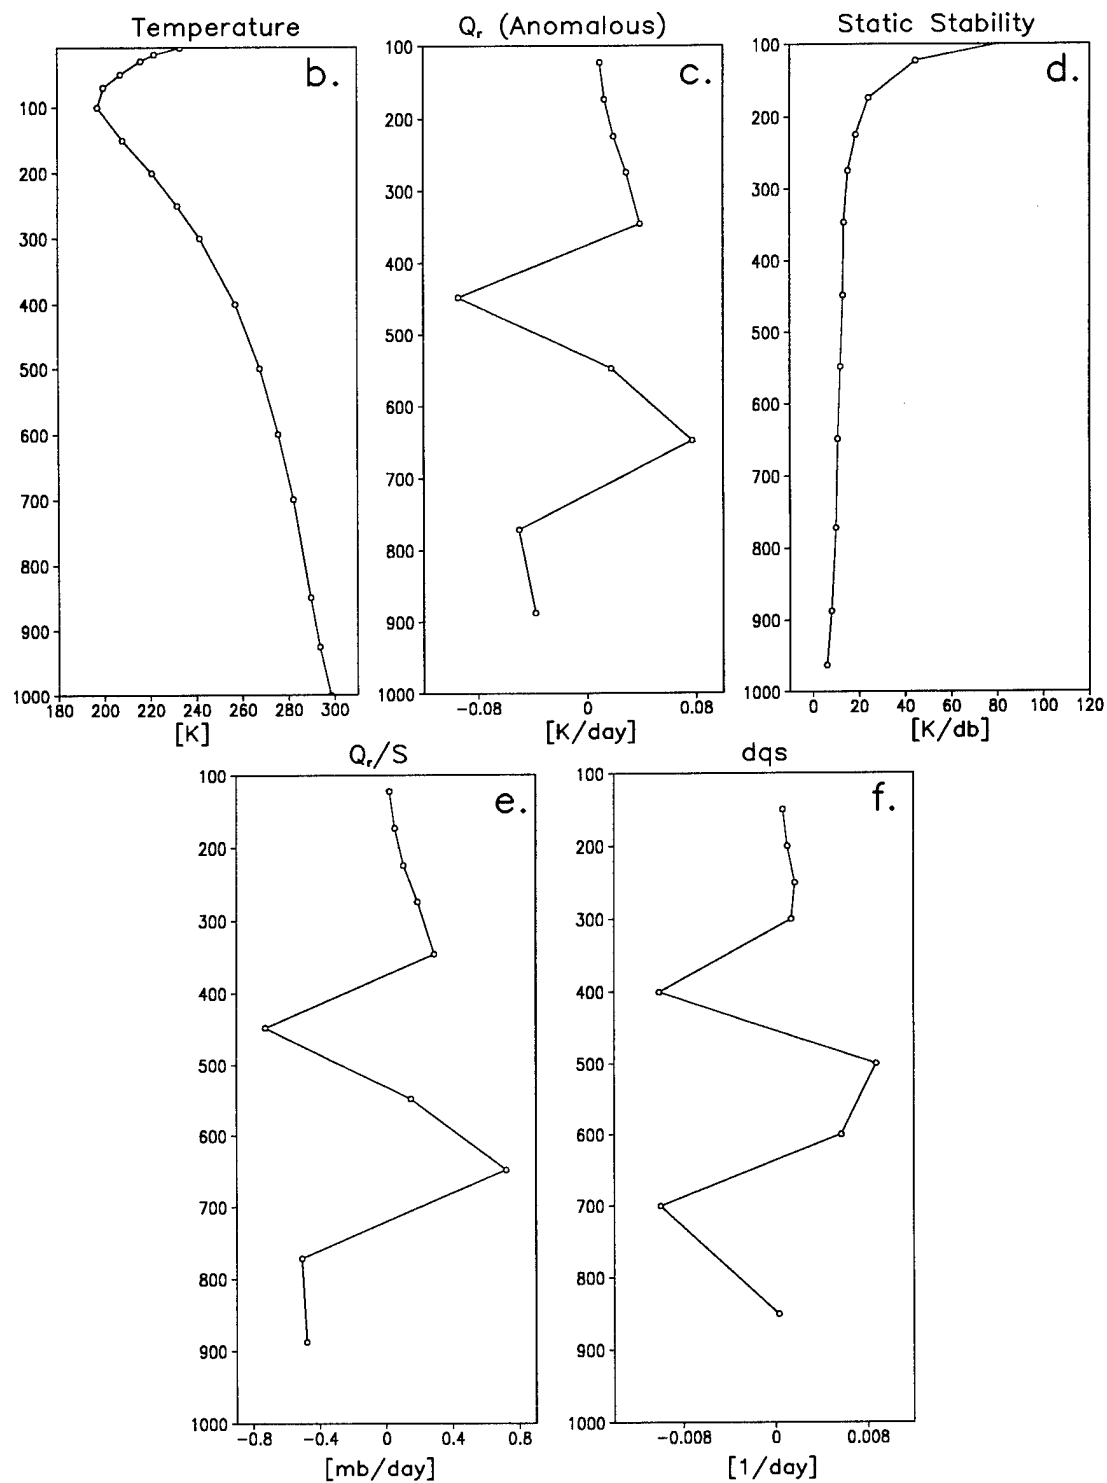 Temperature
b.
100
200
300
400
500
600
700
800
900
1000
180 200 220 240 260 280 300
[K]
Qr (Anomalous)
c.
100
200
300
400
500
600
700
800
900
1000
−0.08 0 0.08
[K/day]
Static Stability
d.
100
200
300
400
500
600
700
800
900
1000
0 20 40 60 80 100 120
[K/db]
Qr/S
e.
100
200
300
400
500
600
700
800
900
1000
−0.8 −0.4 0 0.4 0.8
[mb/day]
dqs
f.
100
200
300
400
500
600
700
800
900
1000
−0.008 0 0.008
[1/day]